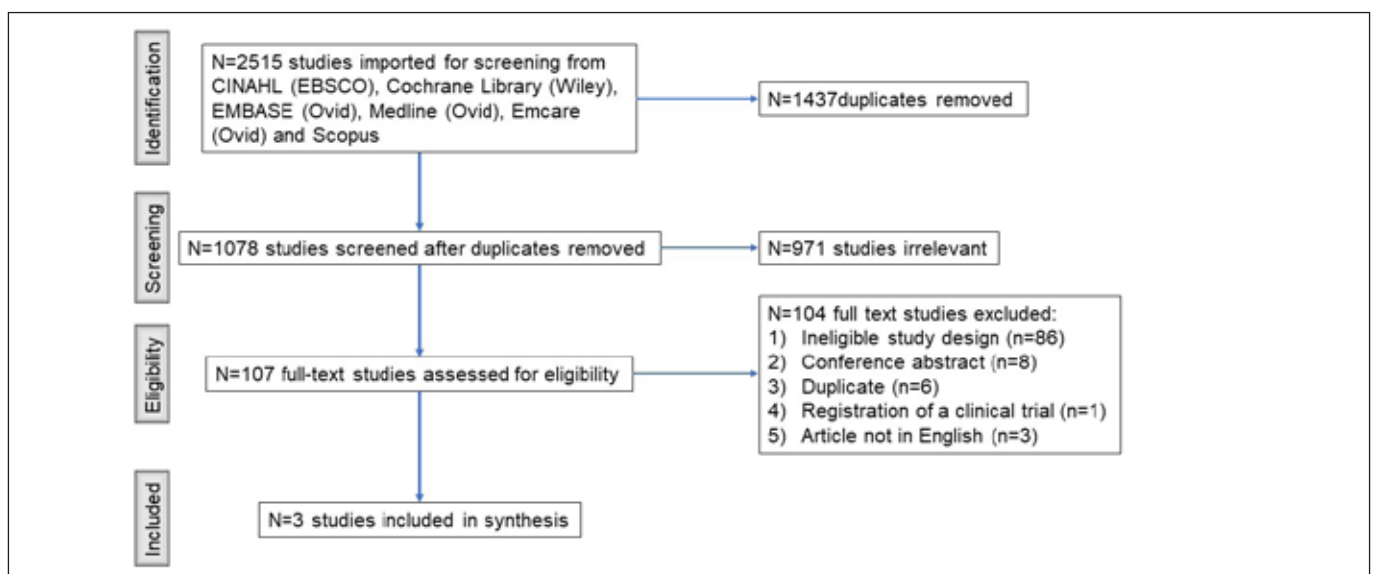 Identification
N=2515 studies imported for screening from
CINAHL (EBSCO), Cochrane Library (Wiley),
EMBASE (Ovid), Medline (Ovid), Emcare
(Ovid) and Scopus
N=1437duplicates removed
Screening
N=1078 studies screened after duplicates removed
N=971 studies irrelevant
Eligibility
N=107 full-text studies assessed for eligibility
N=104 full text studies excluded:
1) Ineligible study design (n=86)
2) Conference abstract (n=8)
3) Duplicate (n=6)
4) Registration of a clinical trial (n=1)
5) Article not in English (n=3)
Included
N=3 studies included in synthesis